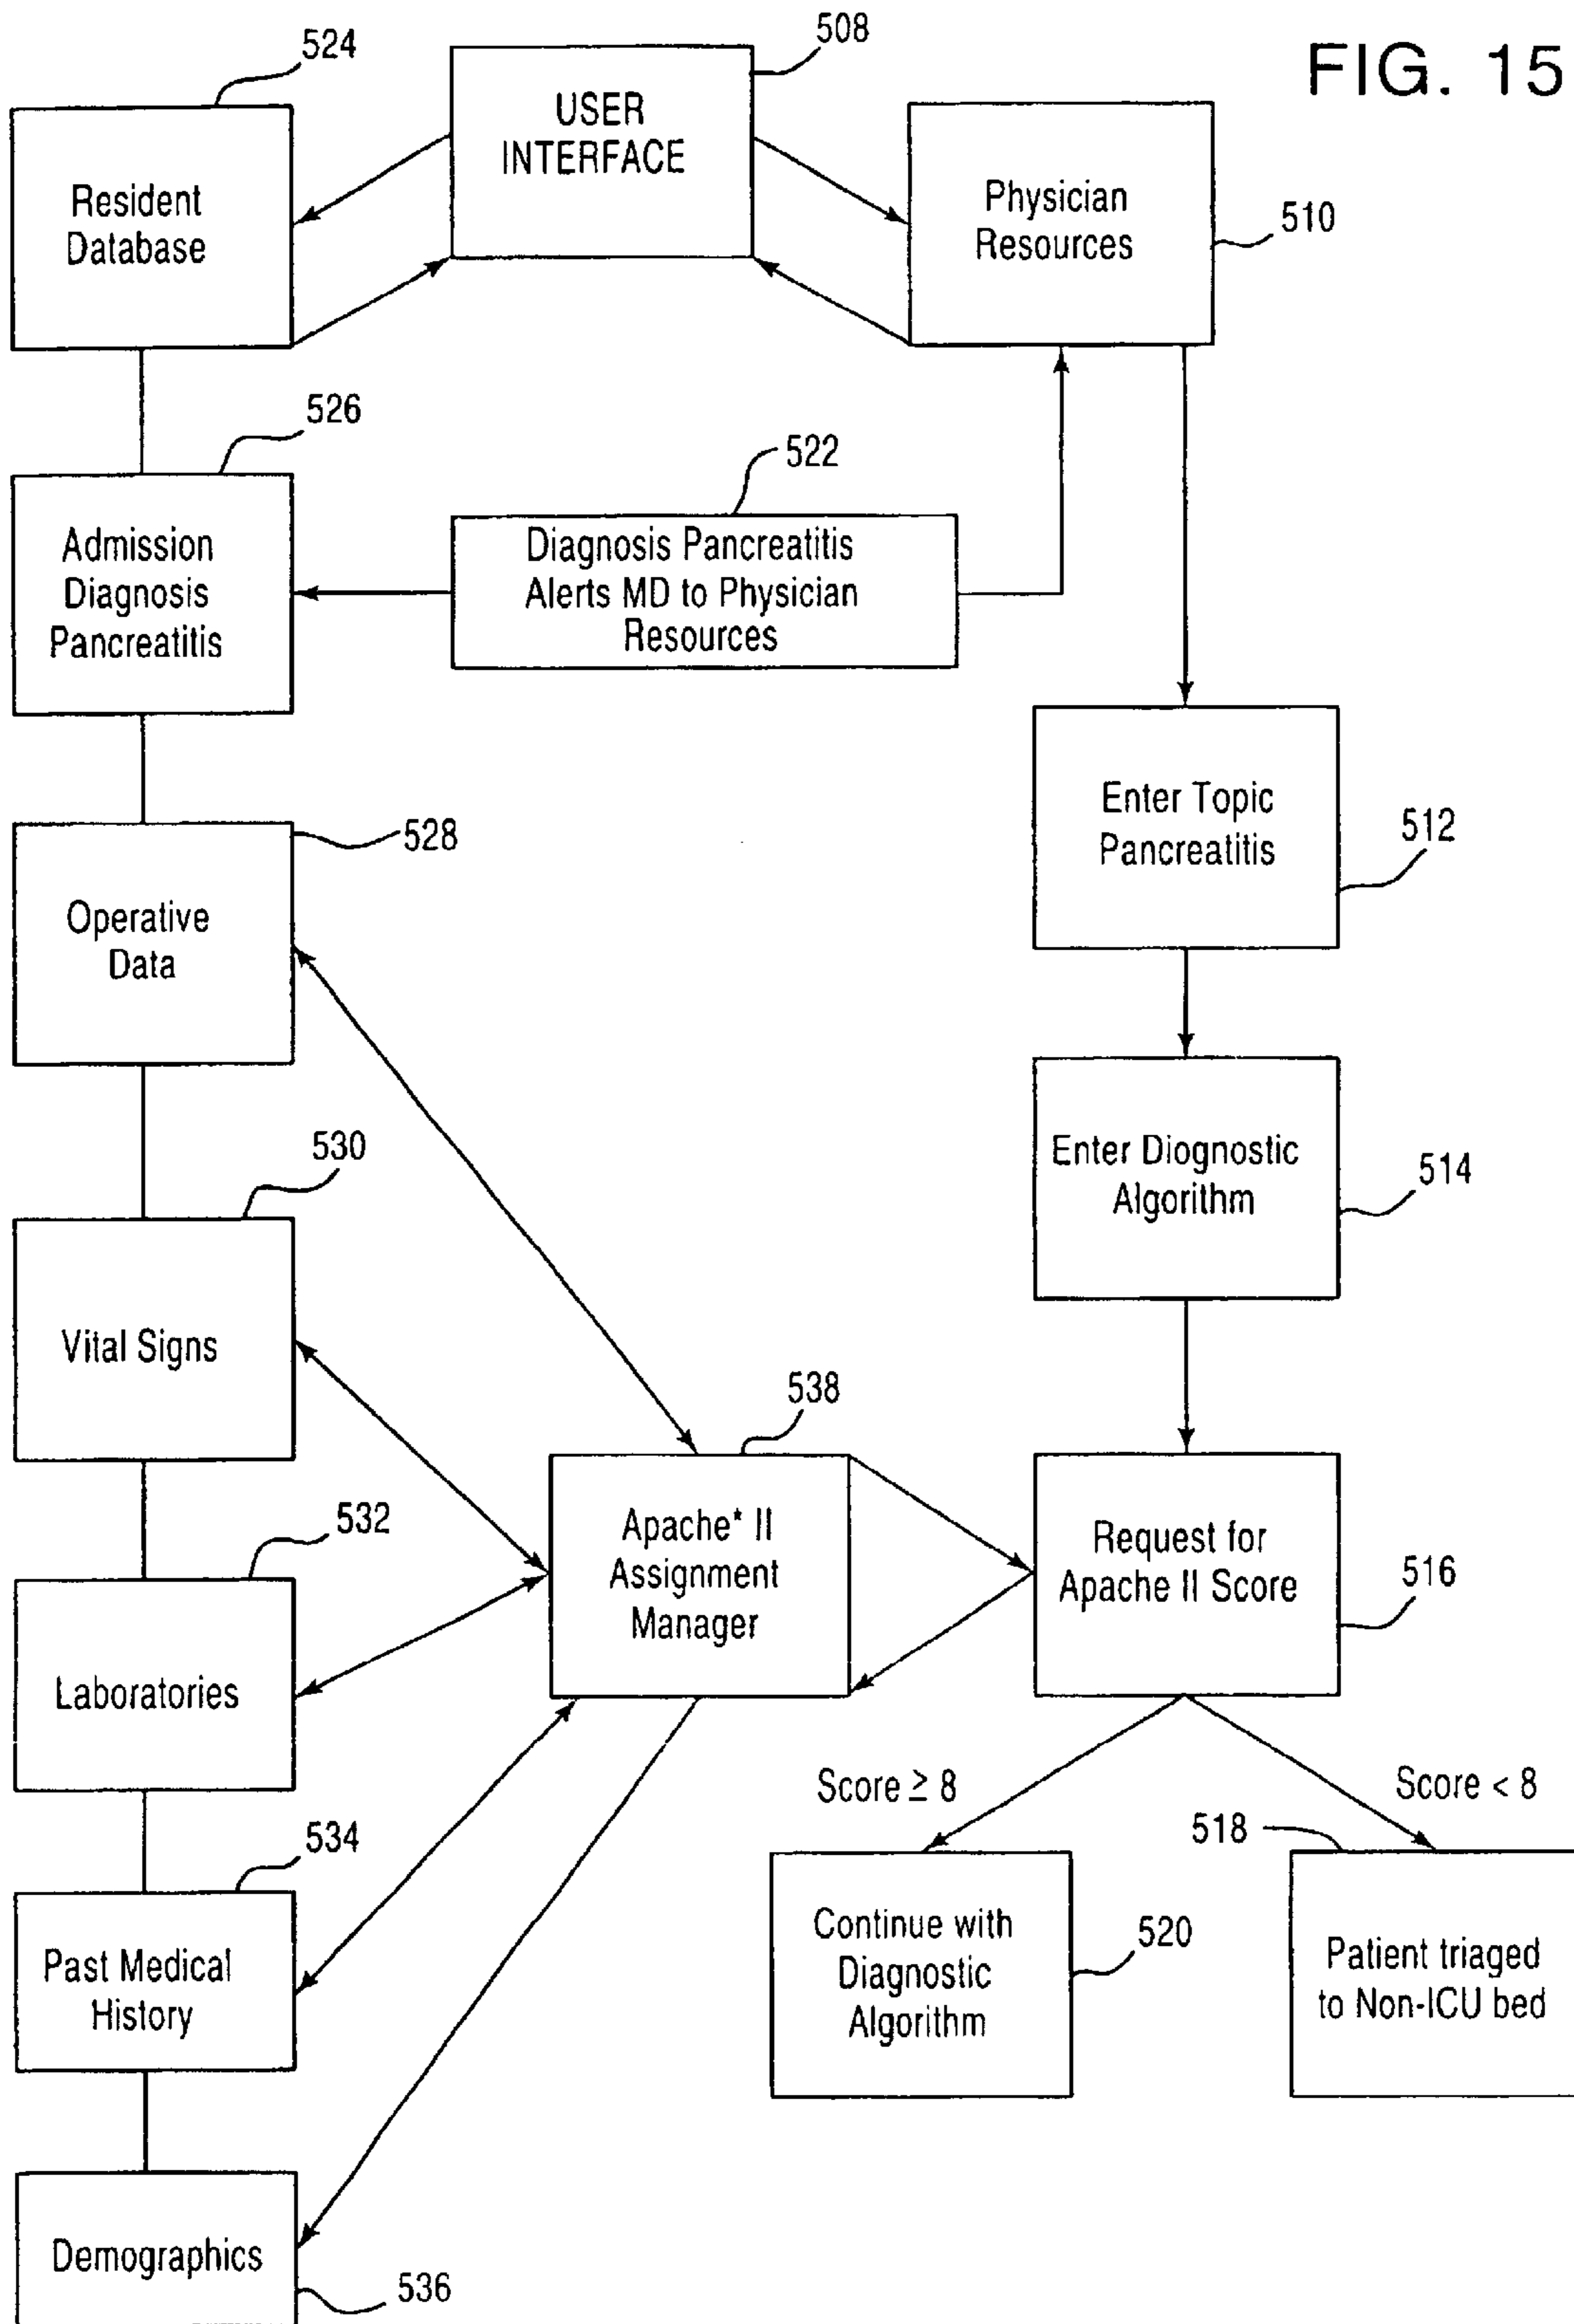 FIG. 15
508
USER
INTERFACE
524
Resident
Database
Physician
Resources
510
526
Admission
Diagnosis
Pancreatitis
522
Diagnosis Pancreatitis
Alerts MD to Physician
Resources
Enter Topic
Pancreatitis
512
528
Operative
Data
Enter Diognostic
Algorithm
514
530
Vital Signs
538
Apache* II
Assignment
Manager
Request for
Apache II Score
516
532
Laboratories
Score ≥ 8
Score < 8
534
Past Medical
History
518
Continue with
Diagnostic
Algorithm
520
Patient triaged
to Non-ICU bed
Demographics
536